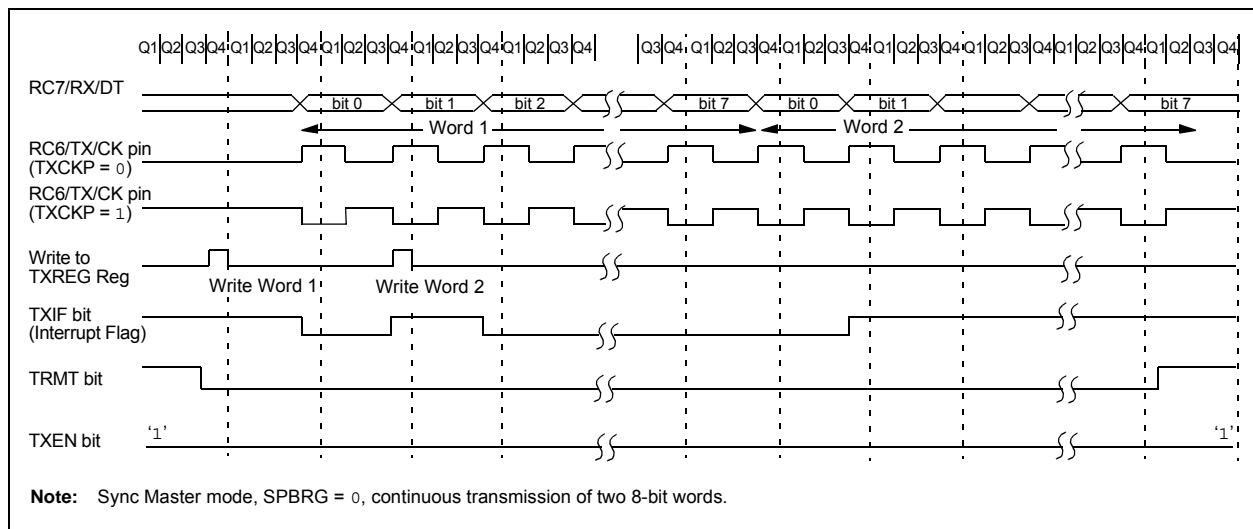 Q1 Q2 Q3 Q4 Q1 Q2 Q3 Q4 Q1 Q2 Q3 Q4 Q1 Q2 Q3 Q4 Q1 Q2 Q3 Q4 Q3 Q4 Q1 Q2 Q3 Q4 Q1 Q2 Q3 Q4 Q1 Q2 Q3 Q4 Q1 Q2 Q3 Q4 Q1 Q2 Q3 Q4 Q1 Q2 Q3 Q4
RC7/RX/DT
bit 0 bit 1 bit 2 bit 7 bit 0 bit 1 bit 7
Word 1 Word 2
RC6/TX/CK pin
(TXCKP = 0)
RC6/TX/CK pin
(TXCKP = 1)
Write to
TXREG Reg
Write Word 1 Write Word 2
TXIF bit
(Interrupt Flag)
TRMT bit
TXEN bit
‘1’ ‘1’
Note: Sync Master mode, SPBRG = 0, continuous transmission of two 8-bit words.